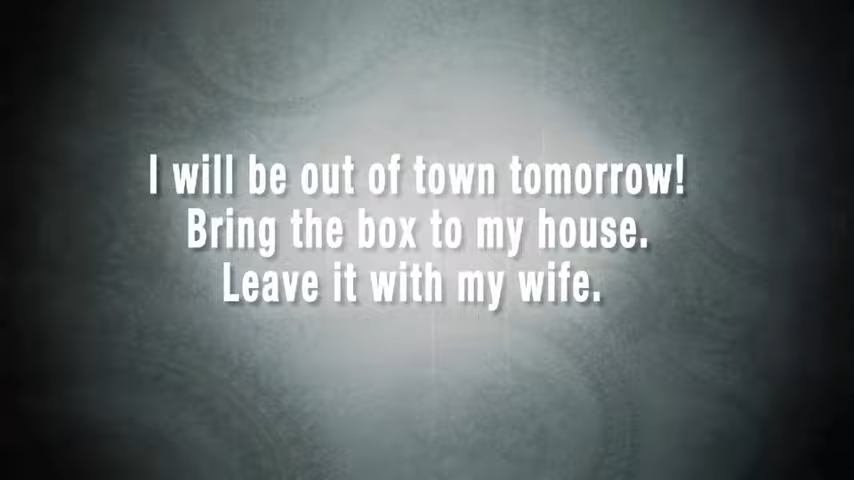 I will be out of town tomorrow!
Bring the box to my house.
Leave it with my wife.